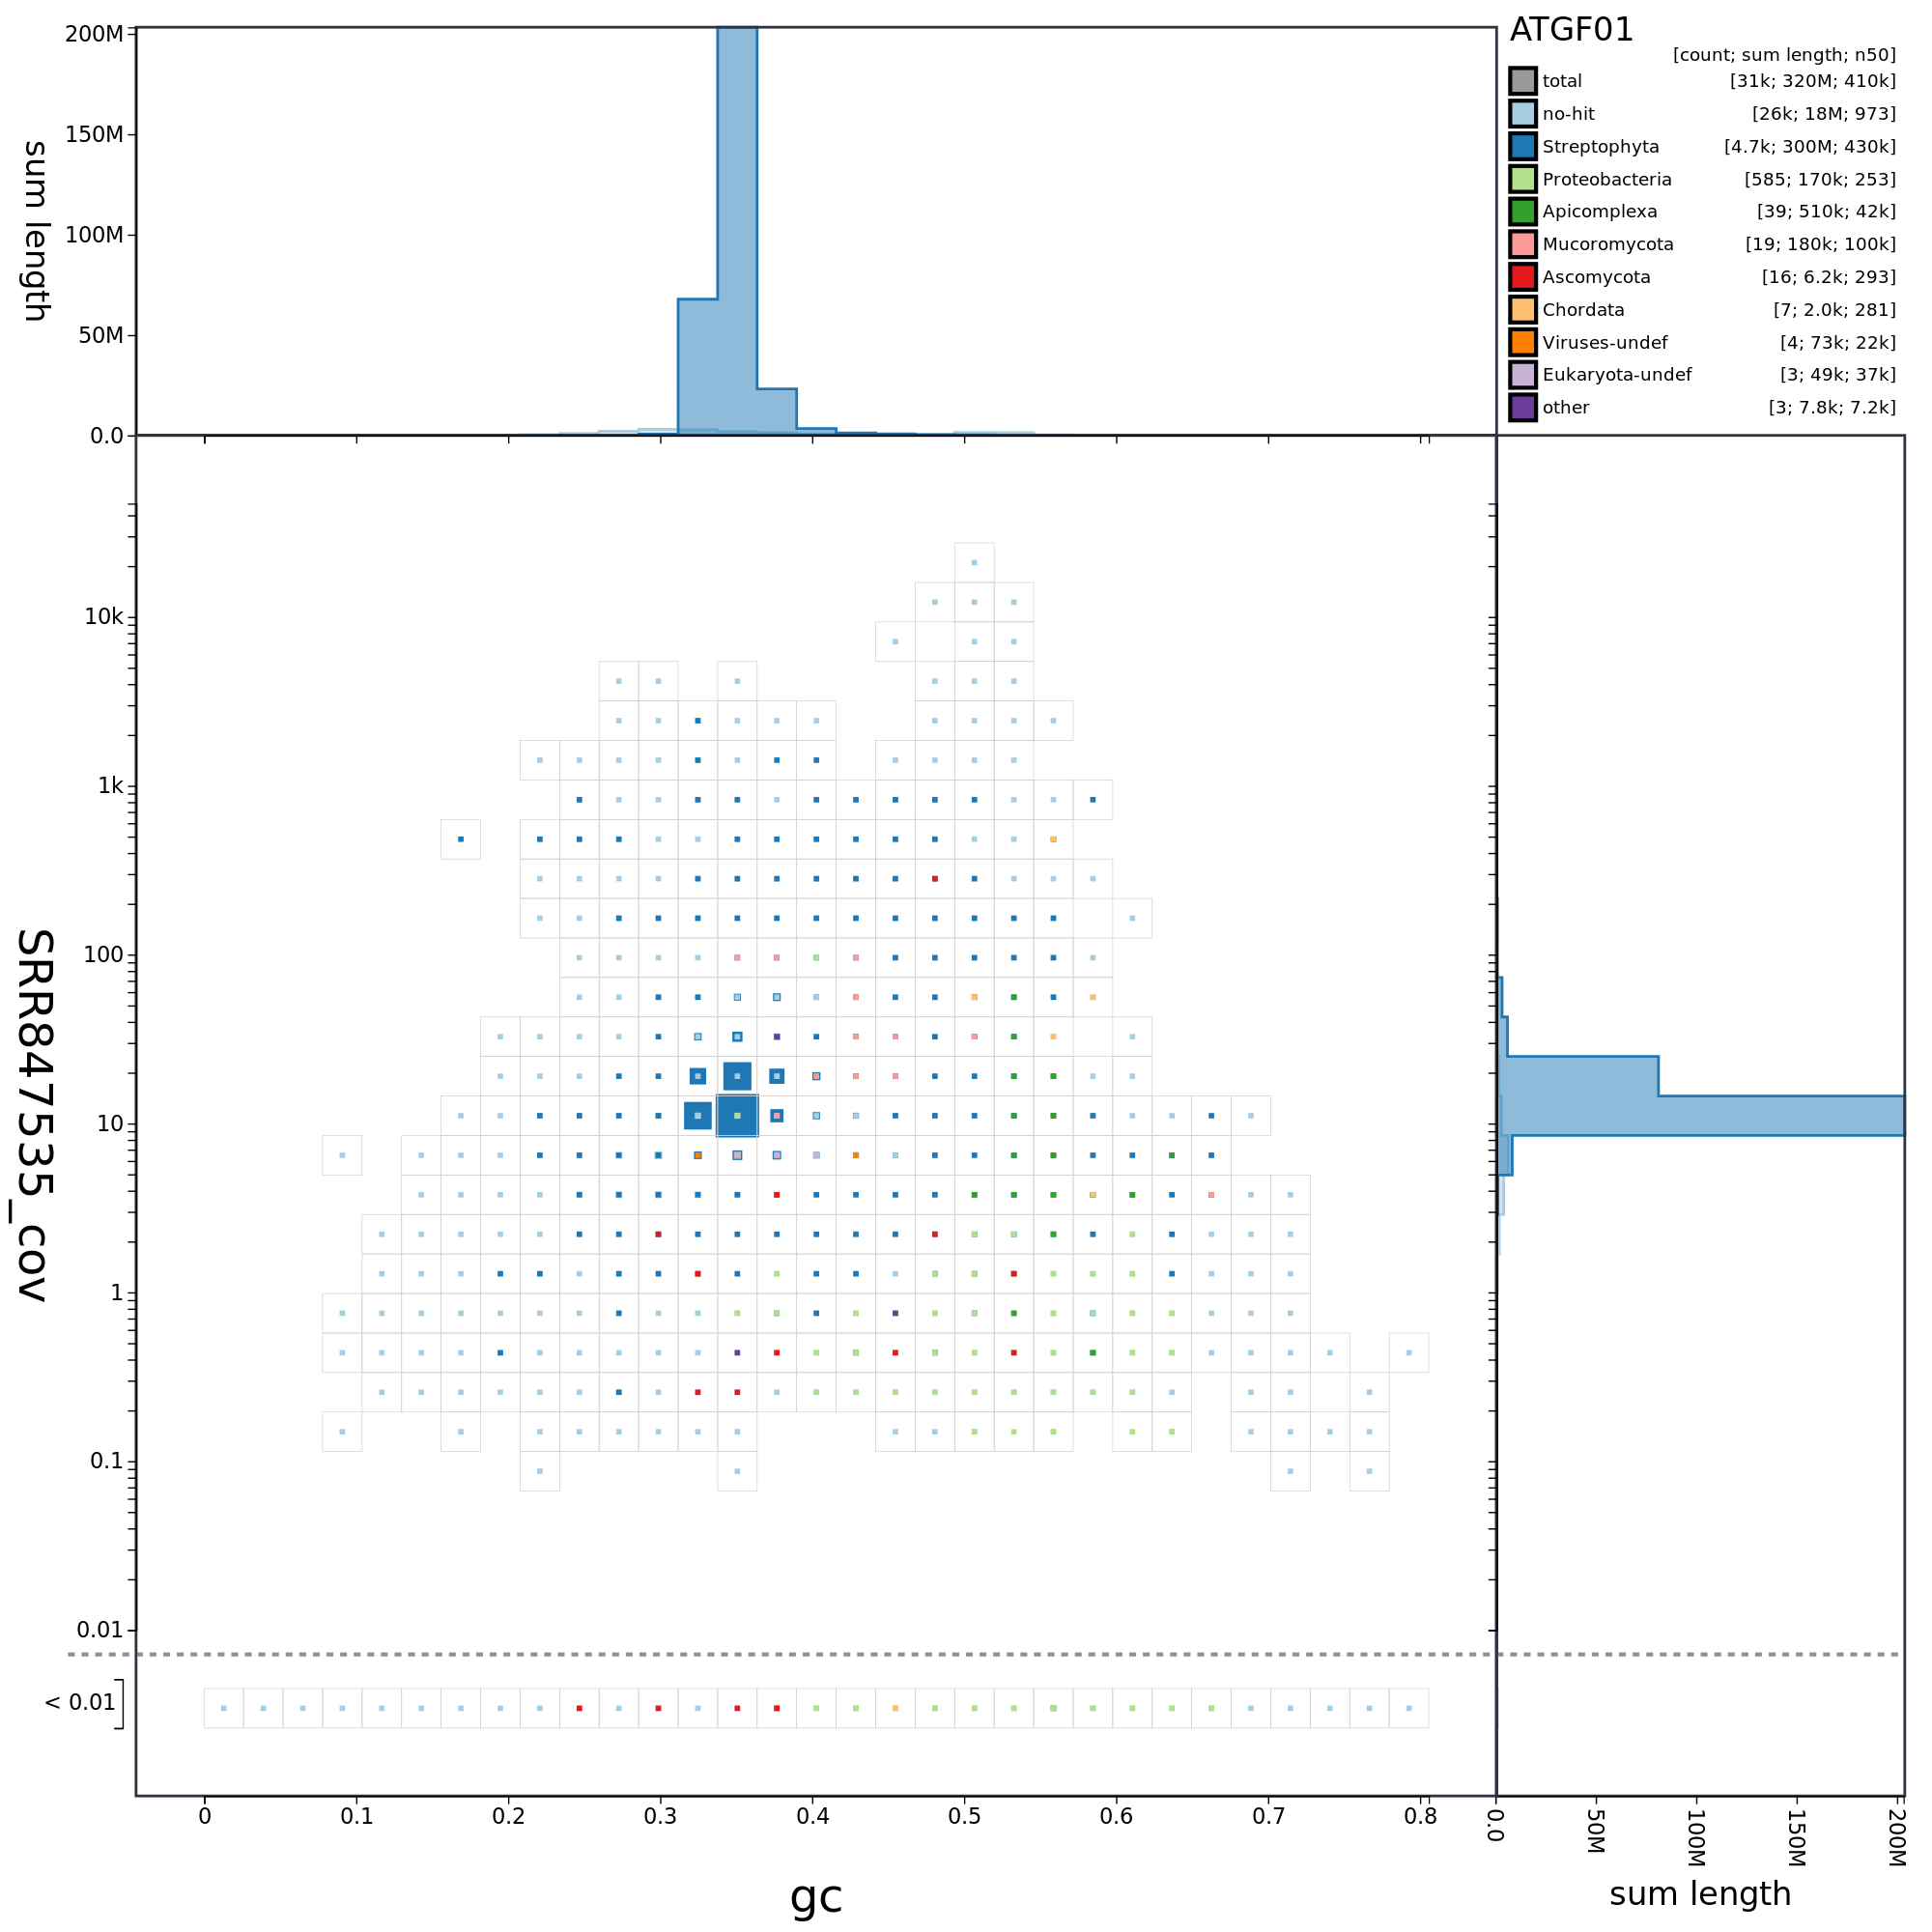 ATGF01
[count; sum length; n50]
total [31k; 320M; 410k]
no-hit [26k; 18M; 973]
Streptophyta [4.7k; 300M; 430k]
Proteobacteria [585; 170k; 253]
Apicomplexa [39; 510k; 42k]
Mucoromycota [19; 180k; 100k]
Ascomycota [16; 6.2k; 293]
Chordata [7; 2.0k; 281]
Viruses-undef [4; 73k; 22k]
Eukaryota-undef [3; 49k; 37k]
other [3; 7.8k; 7.2k]
200M
150M
100M
50M
0.0
sum length
10k
1k
100
10
1
0.1
0.01
< 0.01
SRR847535_cov
0 0.1 0.2 0.3 0.4 0.5 0.6 0.7 0.8
gc
0.0 50M 100M 150M 200M
sum length